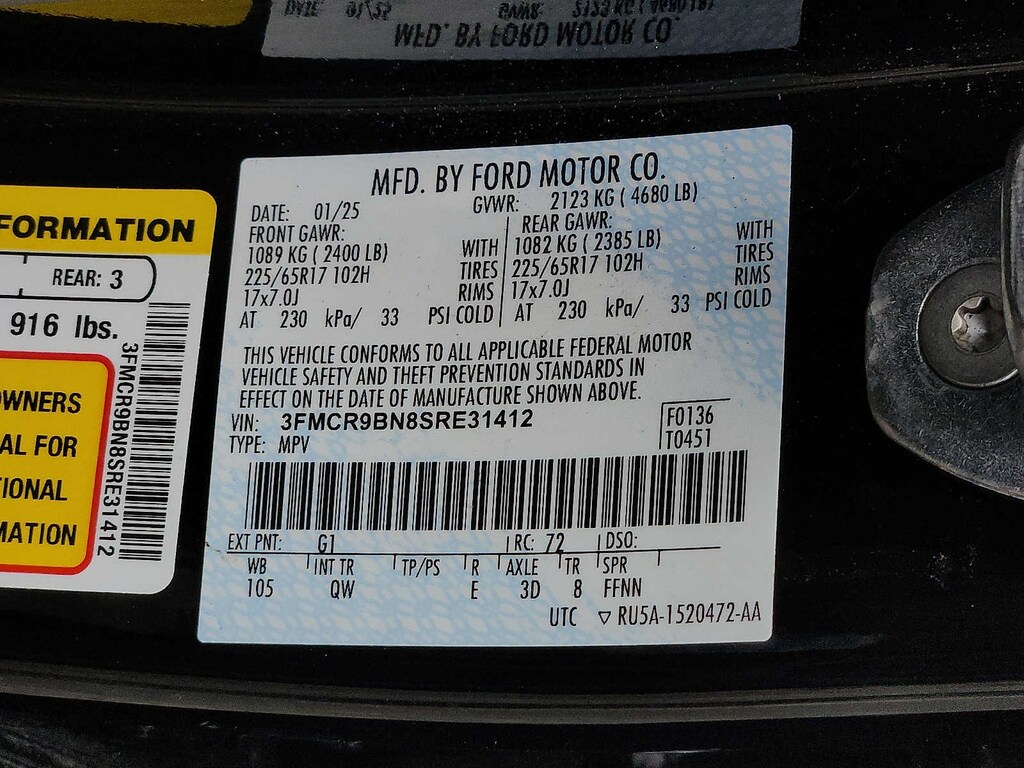 MFD. BY FORD MOTOR CO.
DATE: 01/25 GVWR: 2123 KG ( 4680 LB)
FRONT GAWR: REAR GAWR:
1089 KG ( 2400 LB) WITH 1082 KG ( 2385 LB) WITH
225/65R17 102H TIRES 225/65R17 102H TIRES
17x7.0J RIMS 17x7.0J RIMS
AT 230 kPa/ 33 PSI COLD AT 230 kPa/ 33 PSI COLD
THIS VEHICLE CONFORMS TO ALL APPLICABLE FEDERAL MOTOR
VEHICLE SAFETY AND THEFT PREVENTION STANDARDS IN
EFFECT ON THE DATE OF MANUFACTURE SHOWN ABOVE.
VIN: 3FMCR9BN8SRE31412 F0136
TYPE: MPV T0451
EXT PNT: G1 RC: 72 DSO:
WB INT TR TP/PS R AXLE TR SPR
105 QW E 3D 8 FFNN
UTC ▽ RU5A-1520472-AA
FORMATION
REAR: 3
916 lbs.
3FMCR9BN8SRE31412
OWNERS
AL FOR
IONAL
MATION
MFD. BY FORD MOTOR CO.